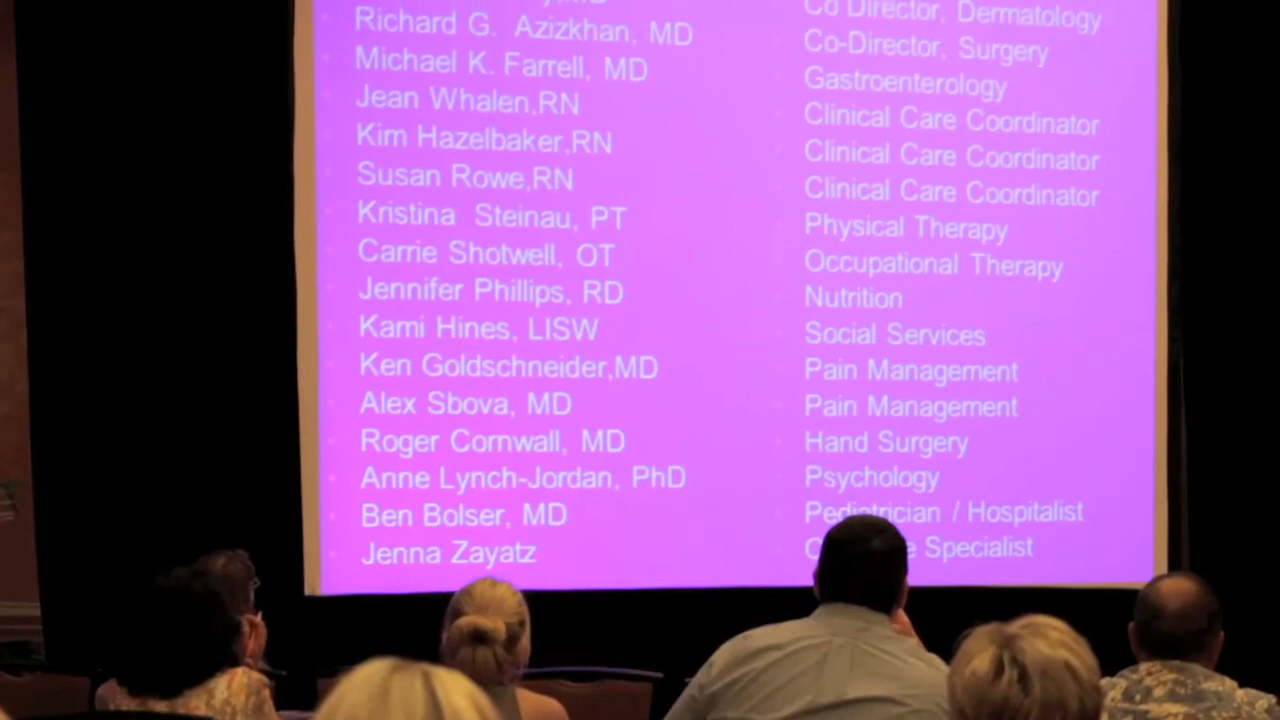 Co Director, Dermatology
Richard G. Azizkhan, MD Co-Director, Surgery
Michael K. Farrell, MD Gastroenterology
Jean Whalen,RN Clinical Care Coordinator
Kim Hazelbaker,RN Clinical Care Coordinator
Susan Rowe,RN Clinical Care Coordinator
Kristina Steinau, PT Physical Therapy
Carrie Shotwell, OT Occupational Therapy
Jennifer Phillips, RD Nutrition
Kami Hines, LISW Social Services
Ken Goldschneider,MD Pain Management
Alex Sbova, MD Pain Management
Roger Cornwall, MD Hand Surgery
Anne Lynch-Jordan, PhD Psychology
Ben Bolser, MD Pediatrician / Hospitalist
Jenna Zayatz Specialist